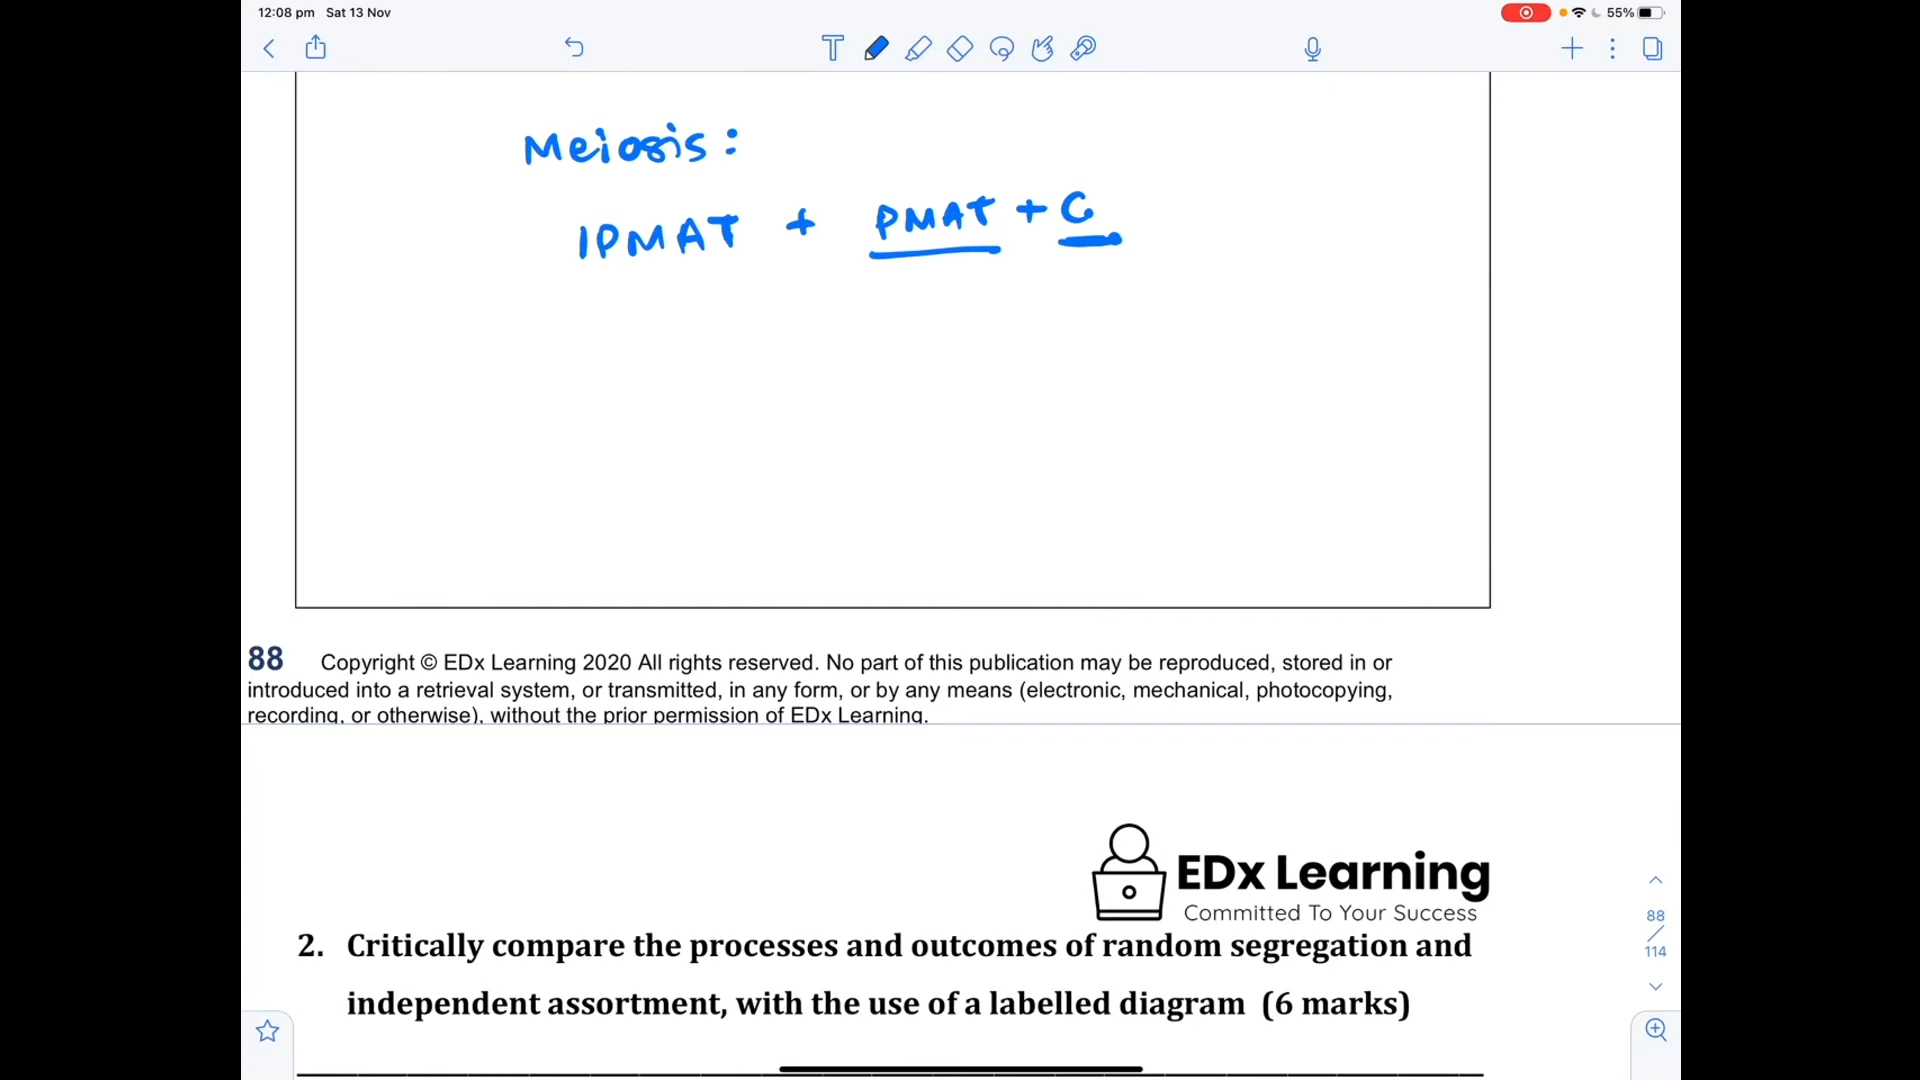 12:08 pm Sat 13 Nov
55%
T
Meiosis:
IPMAT + PMAT + C
88 Copyright © EDx Learning 2020 All rights reserved. No part of this publication may be reproduced, stored in or
introduced into a retrieval system, or transmitted, in any form, or by any means (electronic, mechanical, photocopying,
recording, or otherwise), without the prior permission of EDx Learning.
EDx Learning
Committed To Your Success
88
114
2. Critically compare the processes and outcomes of random segregation and
independent assortment, with the use of a labelled diagram (6 marks)